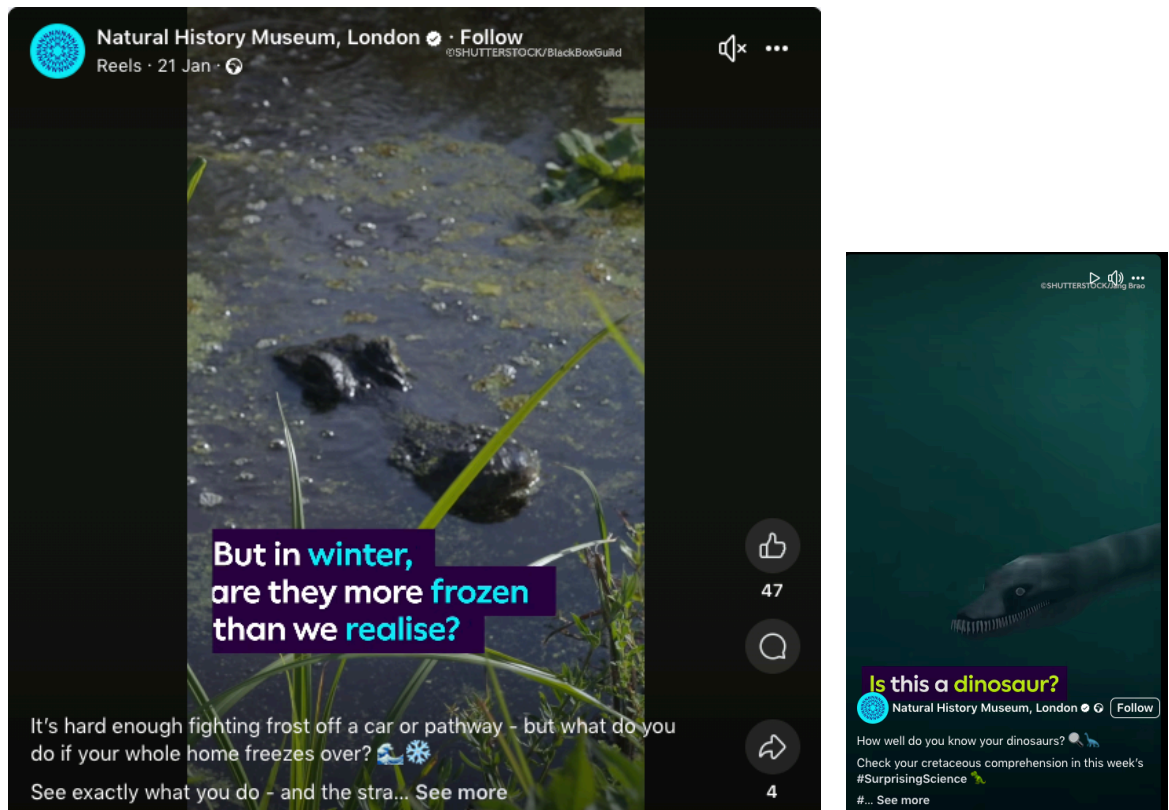 Natural History Museum, London · Follow
©SHUTTERSTOCK/BlackBoxGuild
Reels · 21 Jan ·
But in winter,
are they more frozen
than we realise?
47
It’s hard enough fighting frost off a car or pathway - but what do you
do if your whole home freezes over? 🌊❄️
See exactly what you do - and the stra... See more
4
©SHUTTERSTOCK/Jang Brao
Is this a dinosaur?
Natural History Museum, London
Follow
How well do you know your dinosaurs? 🔍🦕
Check your cretaceous comprehension in this week’s
#SurprisingScience 🦖
#... See more